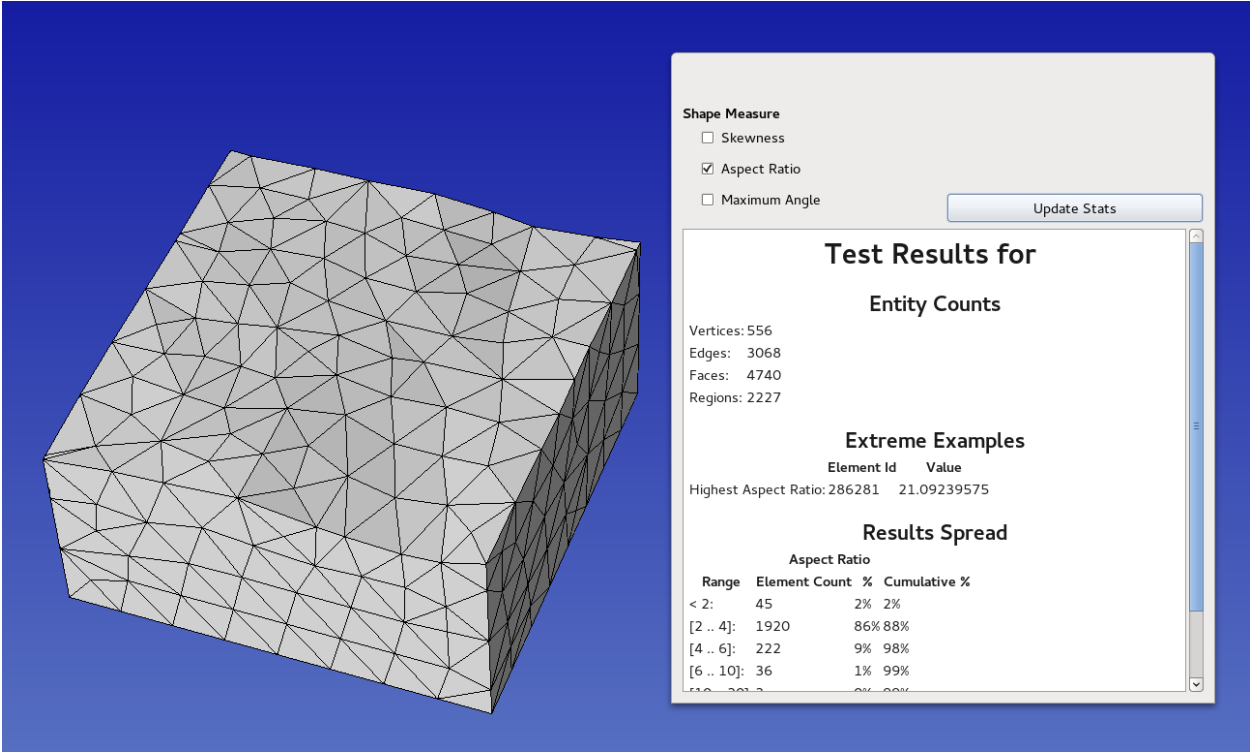 Shape Measure
Skewness
Aspect Ratio
Maximum Angle
Update Stats
Test Results for
Entity Counts
Vertices: 556
Edges: 3068
Faces: 4740
Regions: 2227
Extreme Examples
Element Id Value
Highest Aspect Ratio: 286281 21.09239575
Results Spread
Aspect Ratio
Range Element Count % Cumulative %
< 2: 45 2% 2%
[2 .. 4]: 1920 86% 88%
[4 .. 6]: 222 9% 98%
[6 .. 10]: 36 1% 99%